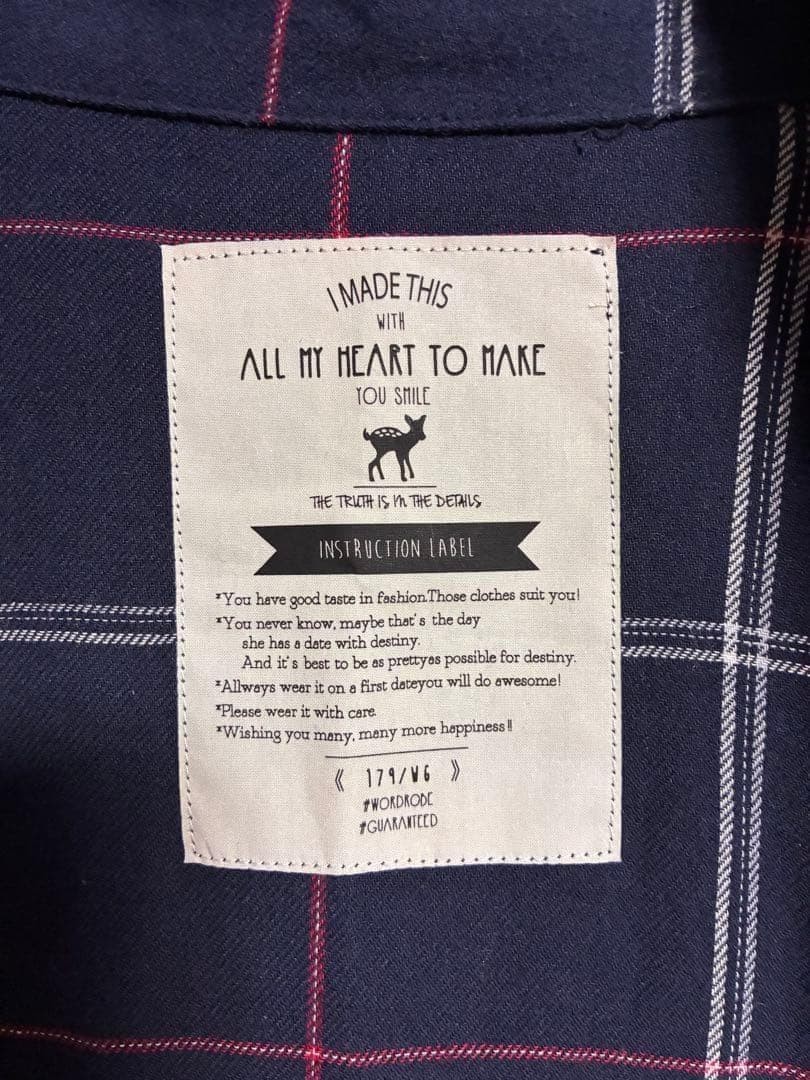 I MADE THIS
WITH
ALL MY HEART TO MAKE
YOU SMILE
THE TRUTH IS IN THE DETAILS
INSTRUCTION LABEL
*You have good taste in fashion.Those clothes suit you!
*You never know, maybe that's the day
she has a date with destiny.
And it's best to be as prettyas possible for destiny.
*Allways wear it on a first dateyou will do awesome!
*Please wear it with care.
*Wishing you many, many more happiness!!
《 179/WG 》
#WORDRODE
#GUARANTEED